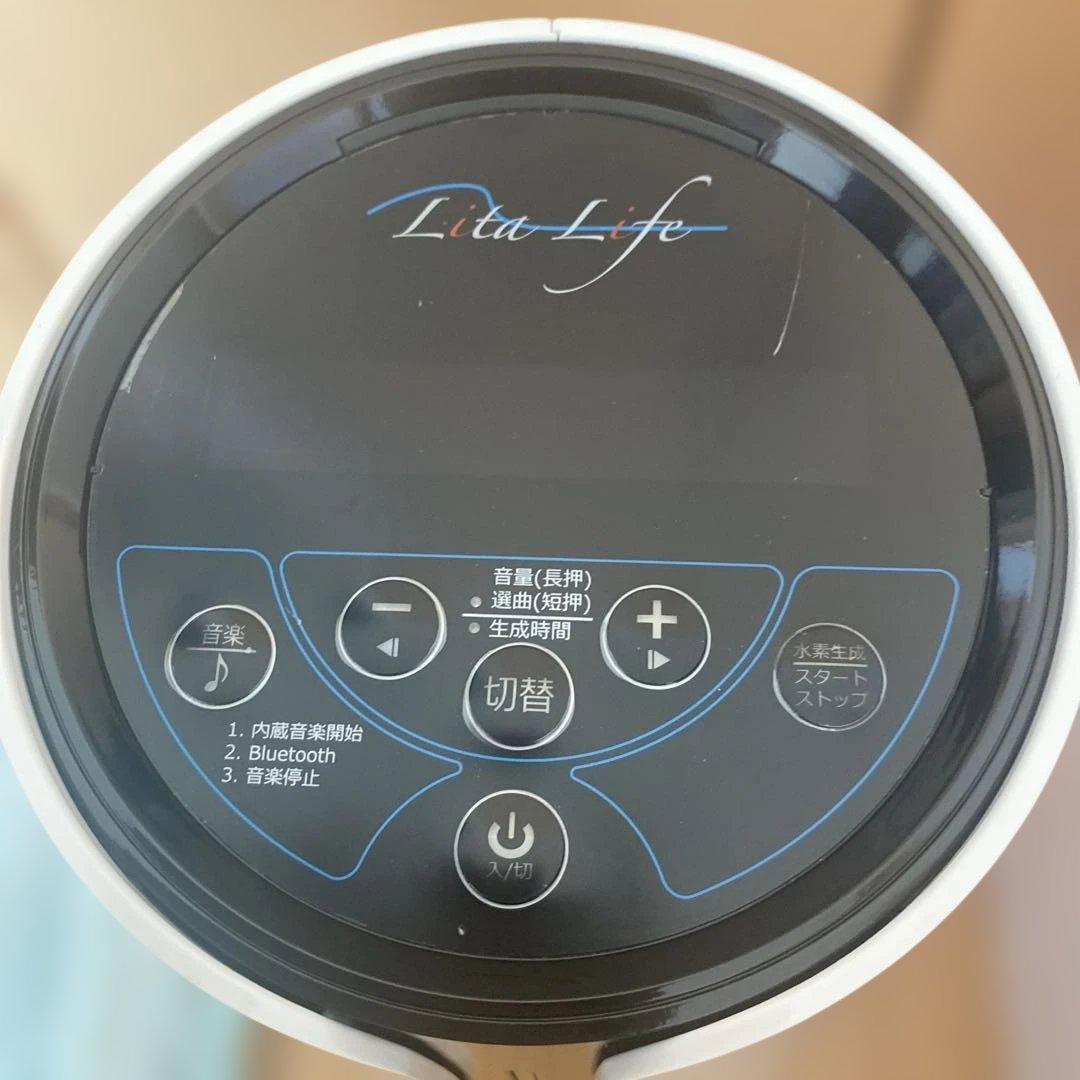 Lita Life
音量(長押)
選曲(短押)
生成時間
音楽
切替
水素生成
スタート
ストップ
1. 内蔵音楽開始
2. Bluetooth
3. 音楽停止
入/切